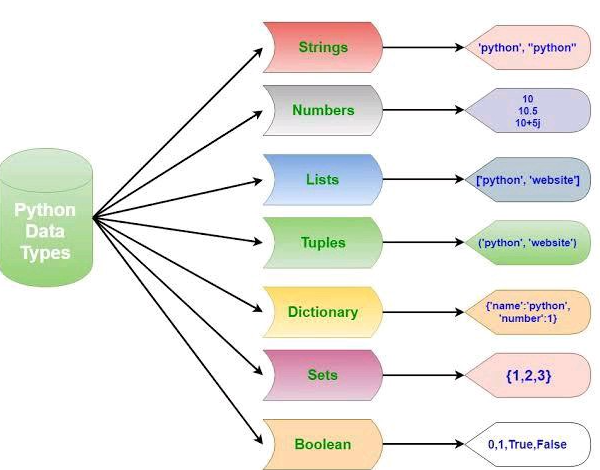 Python
Data
Types
Strings
'python', "python"
Numbers
10
10.5
10+5j
Lists
['python', 'website']
Tuples
('python', 'website')
Dictionary
{'name':'python',
'number':1}
Sets
{1,2,3}
Boolean
0,1,True,False